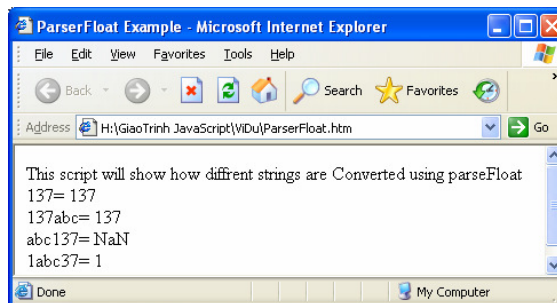 ParserFloat Example - Microsoft Internet Explorer
File Edit View Favorites Tools Help
Back Search Favorites
Address H:\GiaoTrinh JavaScript\ViDu\ParserFloat.htm Go
This script will show how diffrent strings are Converted using parseFloat
137= 137
137abc= 137
abc137= NaN
1abc37= 1
Done My Computer